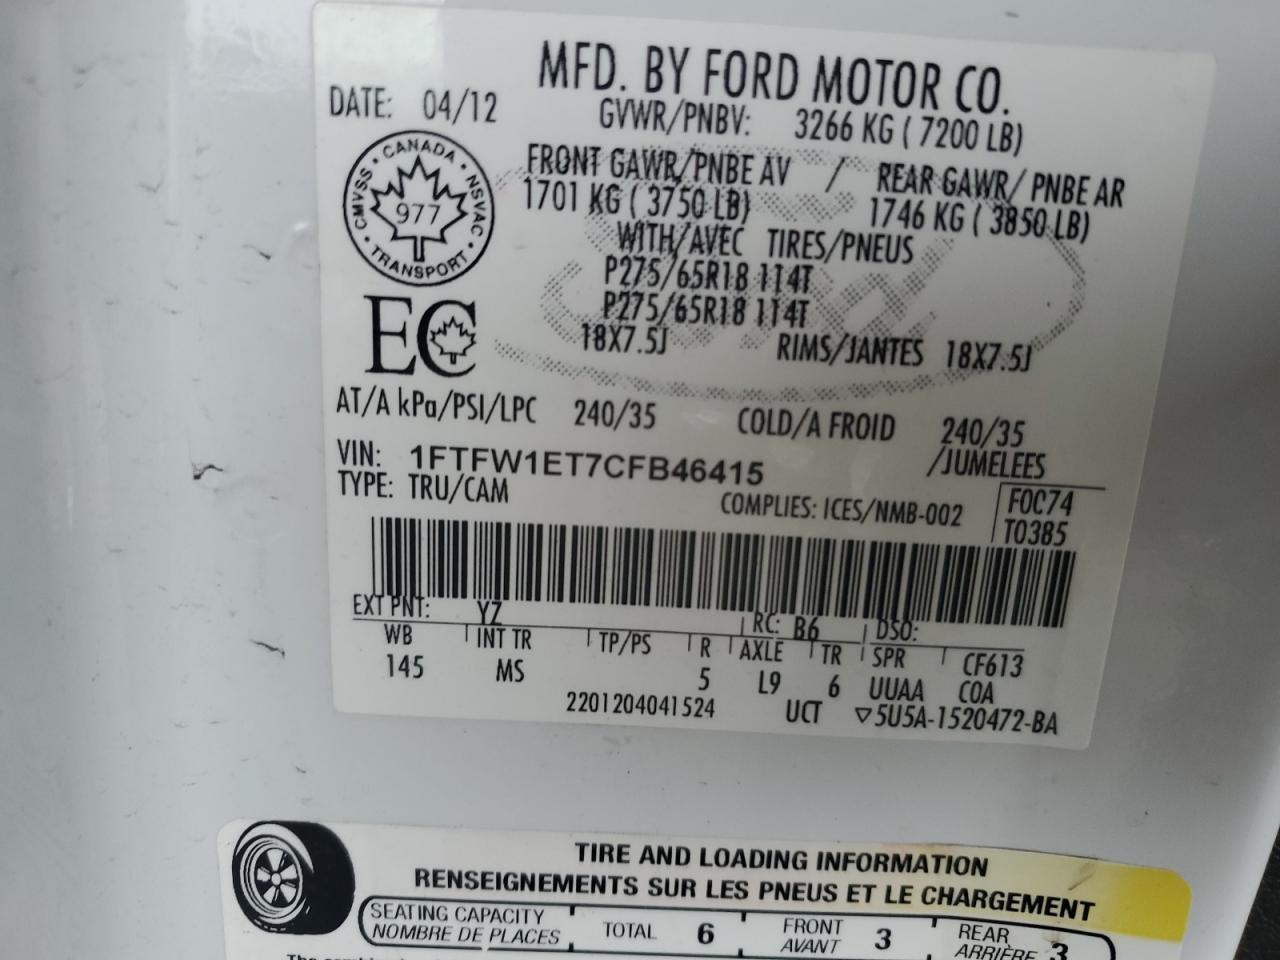 MFD. BY FORD MOTOR CO.
DATE: 04/12
GVWR/PNBV: 3266 KG ( 7200 LB)
FRONT GAWR/PNBE AV / REAR GAWR/ PNBE AR
1701 KG ( 3750 LB) 1746 KG ( 3850 LB)
WITH/AVEC TIRES/PNEUS
P275/65R18 114T
P275/65R18 114T
18X7.5J RIMS/JANTES 18X7.5J
CANADA
CMVSS NSVAC
977
TRANSPORT
EC
AT/A kPa/PSI/LPC 240/35 COLD/A FROID 240/35
VIN: 1FTFW1ET7CFB46415 /JUMELEES
TYPE: TRU/CAM COMPLIES: ICES/NMB-002 F0C74
T0385
EXT PNT: YZ RC: B6 DSO:
WB INT TR TP/PS R AXLE TR SPR CF613
145 MS 5 L9 6 UUAA COA
2201204041524 UCT ▽5U5A-1520472-BA
TIRE AND LOADING INFORMATION
RENSEIGNEMENTS SUR LES PNEUS ET LE CHARGEMENT
SEATING CAPACITY
NOMBRE DE PLACES TOTAL 6 FRONT
AVANT 3 REAR
ARRIÈRE 3